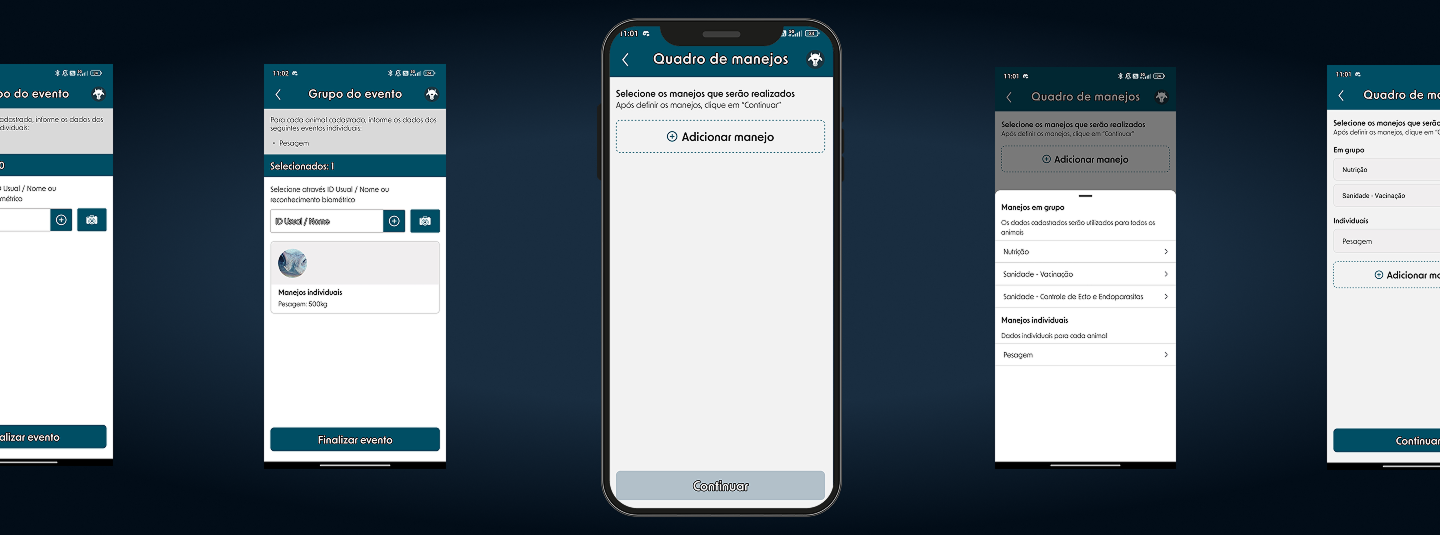 po do evento
cadastrado, informe os dados dos
dividuais:
0
D Usual / Nome ou
métrico
alizar evento
11:02
Grupo do evento
Para cada animal cadastrado, informe os dados dos
seguintes eventos individuais:
• Pesagem
Selecionados: 1
Selecione através ID Usual / Nome ou
reconhecimento biométrico
ID Usual / Nome
Manejos individuais
Pesagem: 500kg
Finalizar evento
11:01
Quadro de manejos
Selecione os manejos que serão realizados
Após definir os manejos, clique em "Continuar"
Adicionar manejo
Continuar
11:01
Quadro de manejos
Selecione os manejos que serão realizados
Após definir os manejos, clique em "Continuar"
Adicionar manejo
Manejos em grupo
Os dados cadastrados serão utilizados para todos os
animais
Nutrição
Sanidade - Vacinação
Sanidade - Controle de Ecto e Endoparasitas
Manejos individuais
Dados individuais para cada animal
Pesagem
11:01
Quadro de ma
Selecione os manejos que serão
Após definir os manejos, clique em "C
Em grupo
Nutrição
Sanidade - Vacinação
Individuais
Pesagem
Adicionar ma
Continuar